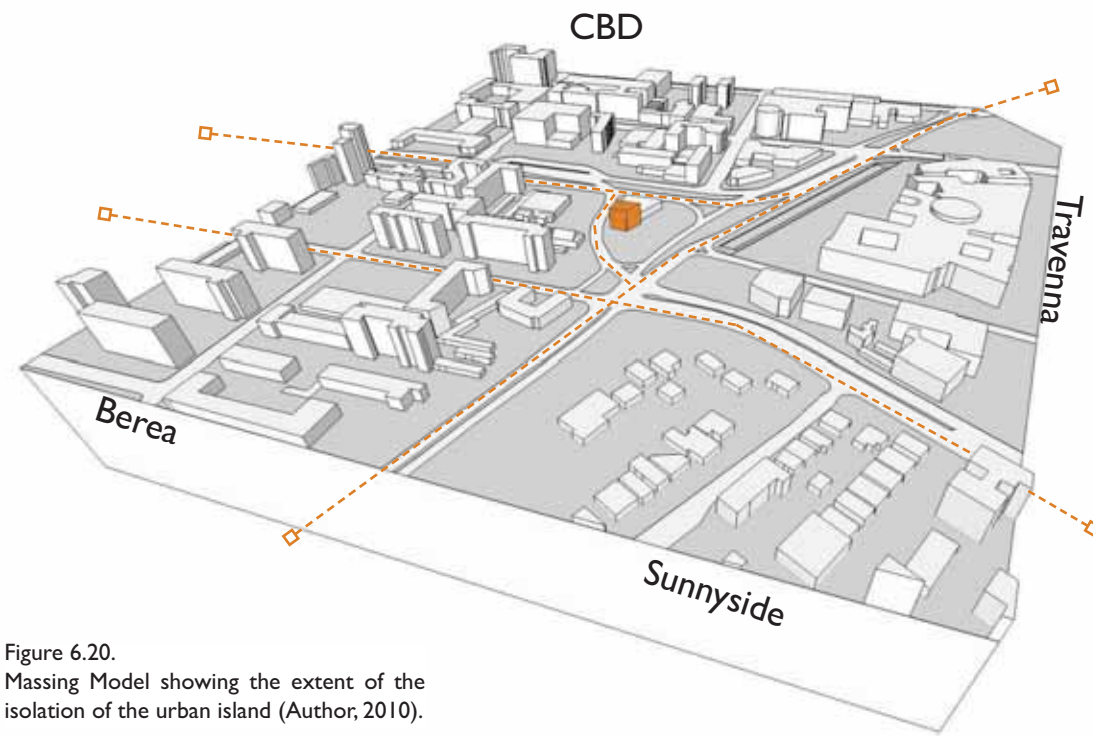 CBD
Travenna
Berea
Sunnyside
Figure 6.20.
Massing Model showing the extent of the
isolation of the urban island (Author, 2010).